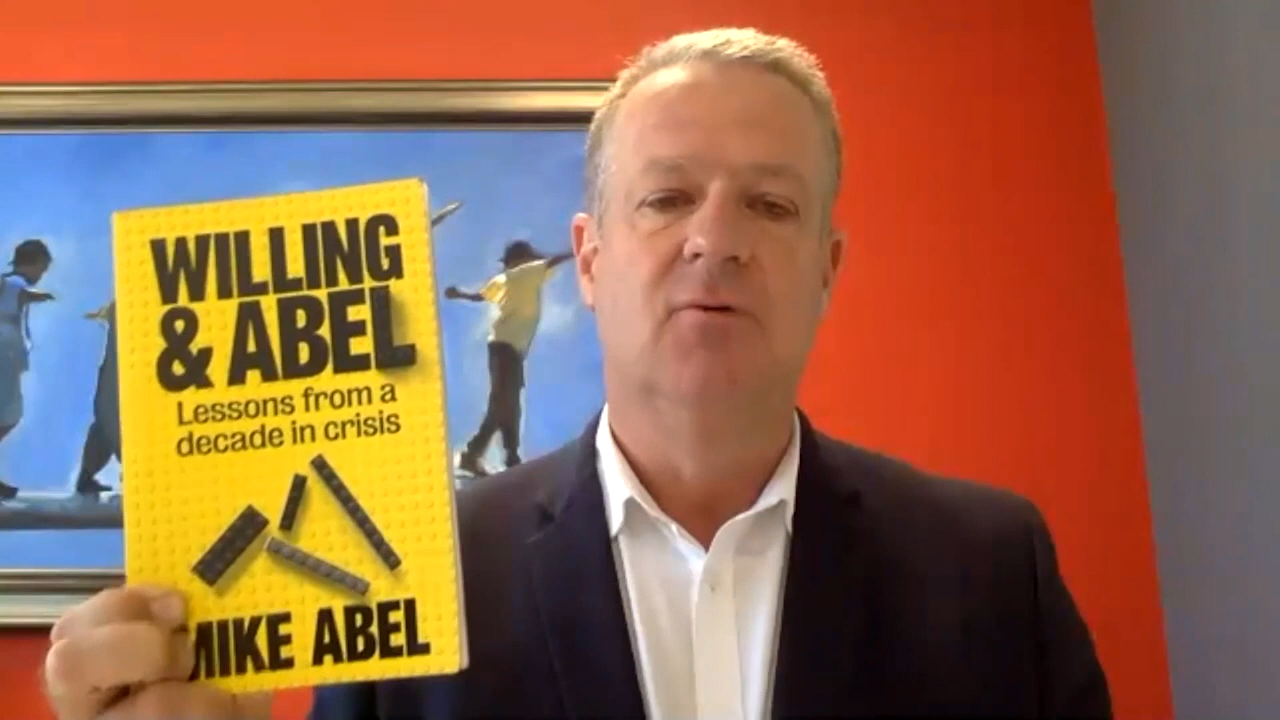 WILLING
& ABEL
Lessons from a
decade in crisis
MIKE ABEL